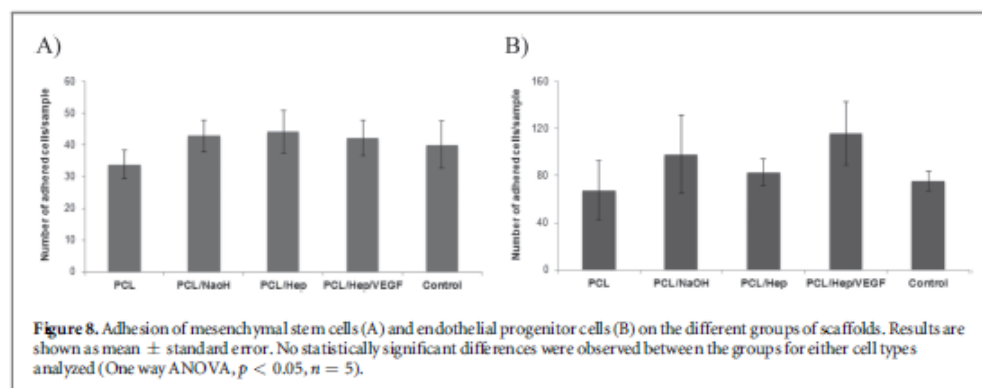 A)
B)
60
50
40
30
20
10
0
Number of adhered cells/sample
PCL
PCL/NaoH
PCL/Hep
PCL/Hep/VEGF
Control
160
120
80
40
0
Number of adhered cells/sample
PCL
PCL/NaOH
PCL/Hep
PCL/Hep/VEGF
Control
Figure 8. Adhesion of mesenchymal stem cells (A) and endothelial progenitor cells (B) on the different groups of scaffolds. Results are
shown as mean ± standard error. No statistically significant differences were observed between the groups for either cell types
analyzed (One way ANOVA, p < 0.05, n = 5).